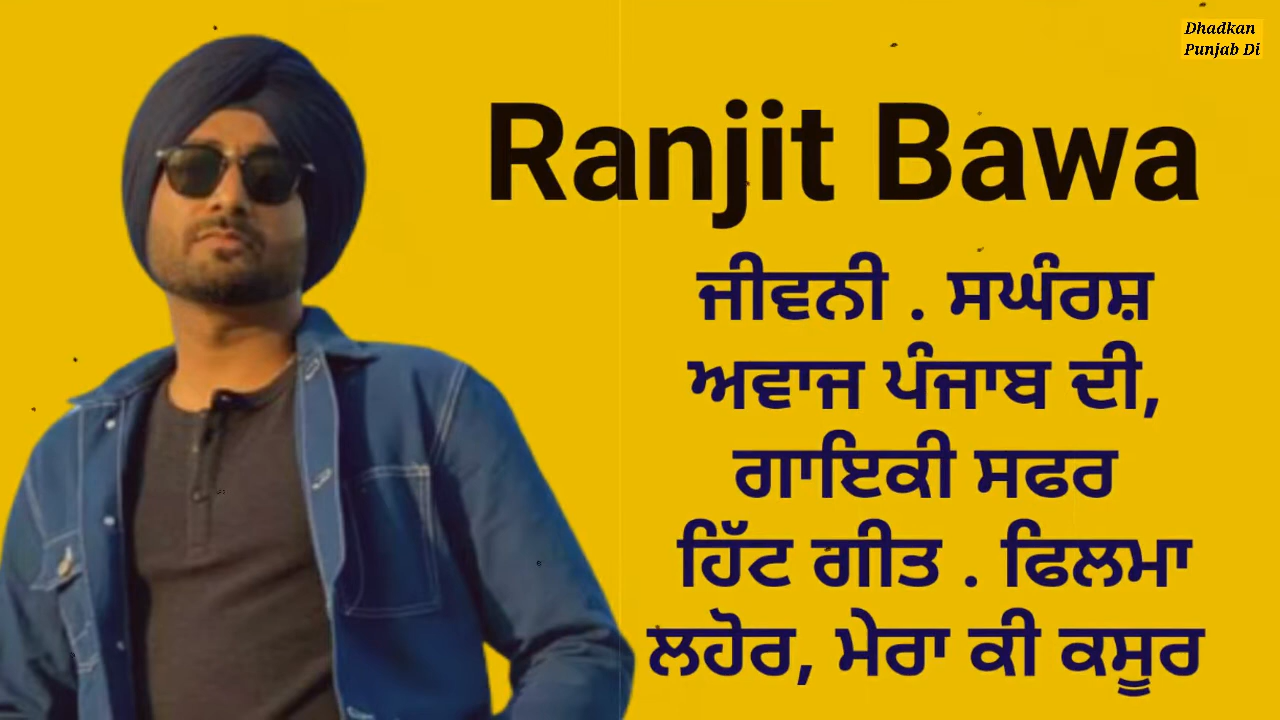 Dhadkan
Punjab Di
Ranjit Bawa
ਜੀਵਨੀ . ਸਘੰਰਸ਼
ਅਵਾਜ ਪੰਜਾਬ ਦੀ,
ਗਾਇਕੀ ਸਫਰ
ਹਿੱਟ ਗੀਤ . ਫਿਲਮਾ
ਲਹੋਰ, ਮੇਰਾ ਕੀ ਕਸੂਰ